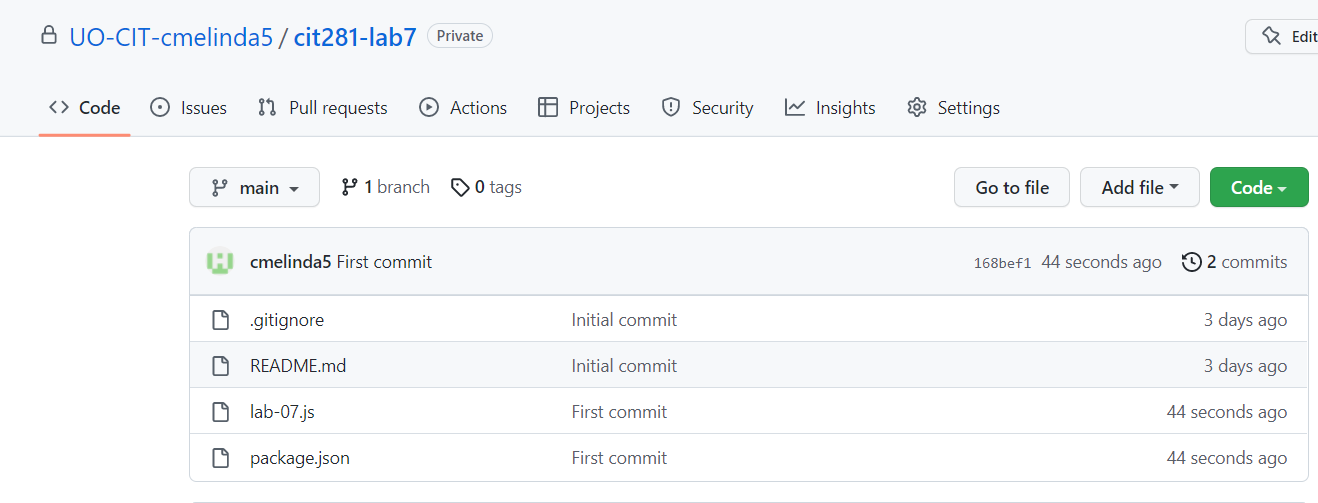 UO-CIT-cmelinda5 / cit281-lab7 Private Edit
Code Issues Pull requests Actions Projects Security Insights Settings
main 1 branch 0 tags Go to file Add file Code
cmelinda5 First commit 168bef1 44 seconds ago 2 commits
.gitignore Initial commit 3 days ago
README.md Initial commit 3 days ago
lab-07.js First commit 44 seconds ago
package.json First commit 44 seconds ago